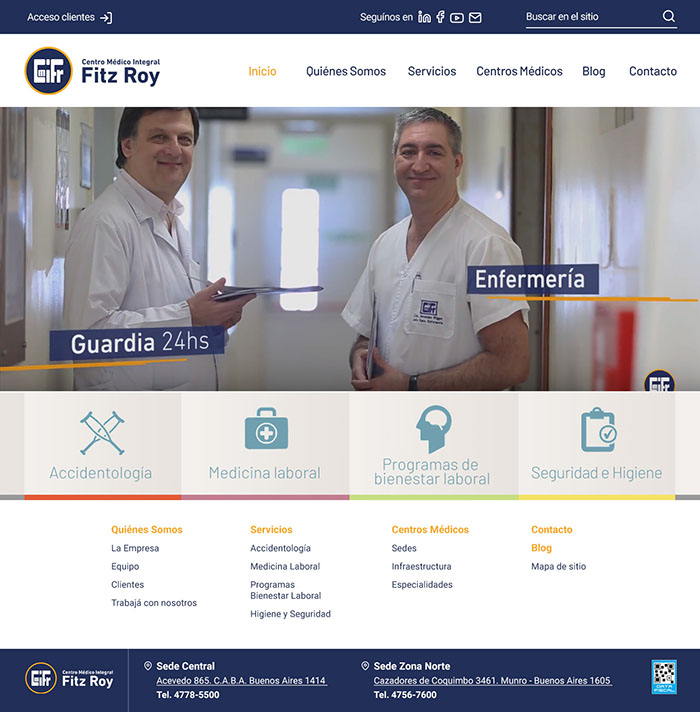 Acceso clientes
Seguinos en
Buscar en el sitio
CMIFR
Centro Médico Integral
Fitz Roy
Inicio
Quiénes Somos
Servicios
Centros Médicos
Blog
Contacto
Enfermería
Guardia 24hs
Accidentología
Medicina laboral
Programas de
bienestar laboral
Seguridad e Higiene
Quiénes Somos
La Empresa
Equipo
Clientes
Trabajá con nosotros
Servicios
Accidentología
Medicina Laboral
Programas
Bienestar Laboral
Higiene y Seguridad
Centros Médicos
Sedes
Infraestructura
Especialidades
Contacto
Blog
Mapa de sitio
Centro Médico Integral
Fitz Roy
Sede Central
Acevedo 865. C.A.B.A. Buenos Aires 1414
Tel. 4778-5500
Sede Zona Norte
Cazadores de Coquimbo 3461. Munro - Buenos Aires 1605
Tel. 4756-7600
DATA
FISCAL